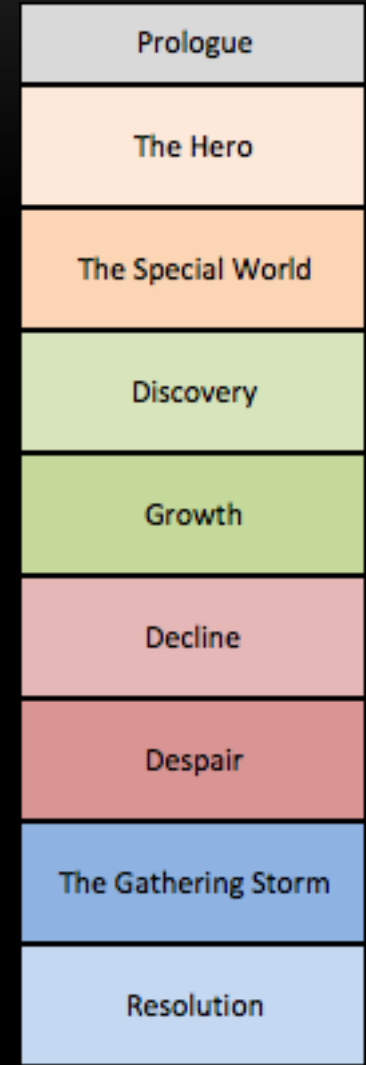 Prologue
The Hero
The Special World
Discovery
Growth
Decline
Despair
The Gathering Storm
Resolution